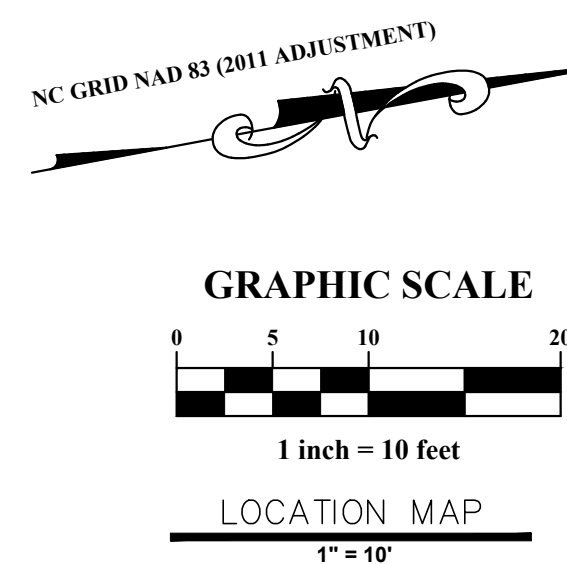 NC GRID NAD 83 (2011 ADJUSTMENT)
N
GRAPHIC SCALE
0 5 10 20
1 inch = 10 feet
LOCATION MAP
1" = 10'